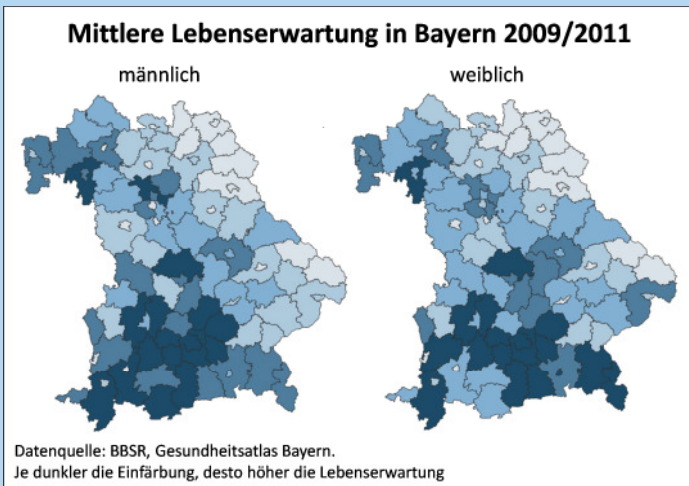 Mittlere Lebenserwartung in Bayern 2009/2011
männlich
weiblich
Datenquelle: BBSR, Gesundheitsatlas Bayern.
Je dunkler die Einfärbung, desto höher die Lebenserwartung